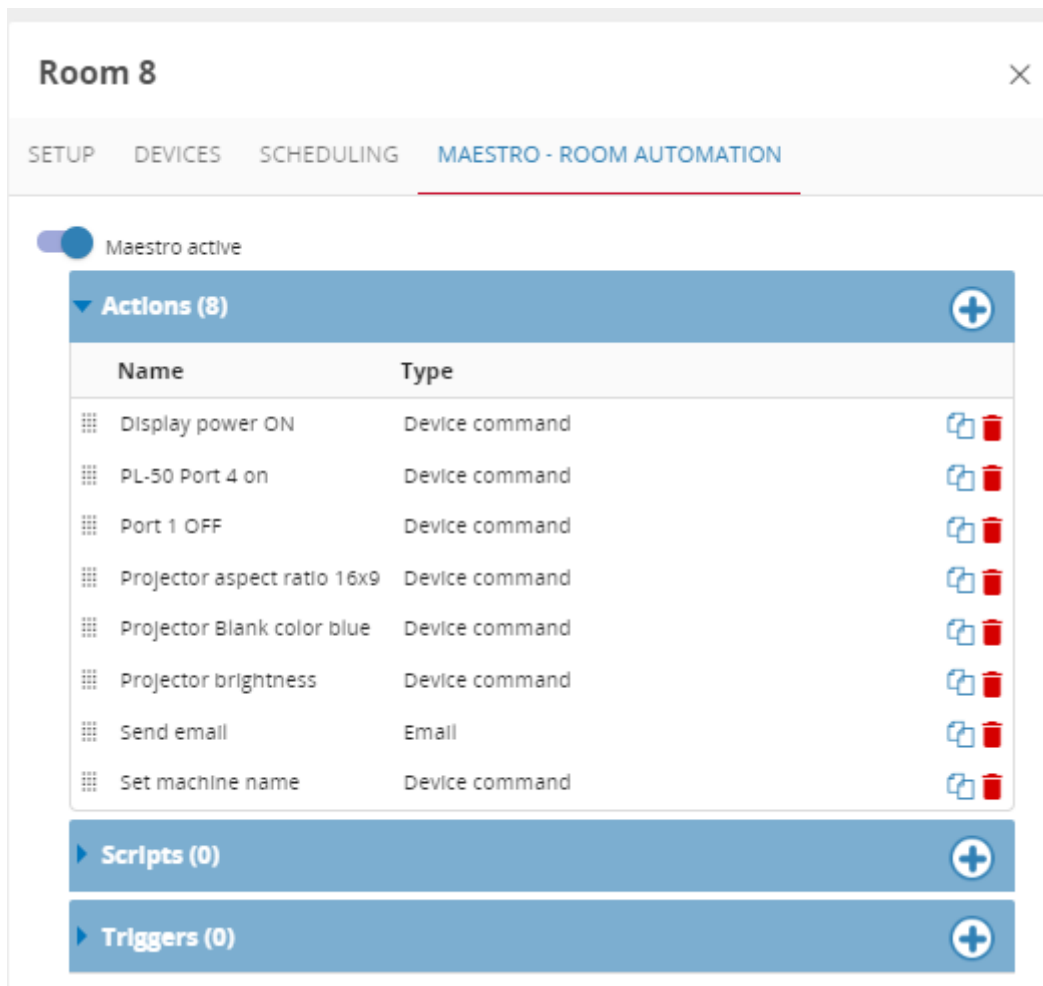 Room 8
SETUP DEVICES SCHEDULING MAESTRO - ROOM AUTOMATION
Maestro active
Actions (8)
Name Type
Display power ON Device command
PL-50 Port 4 on Device command
Port 1 OFF Device command
Projector aspect ratio 16x9 Device command
Projector Blank color blue Device command
Projector brightness Device command
Send email Email
Set machine name Device command
Scripts (0)
Triggers (0)